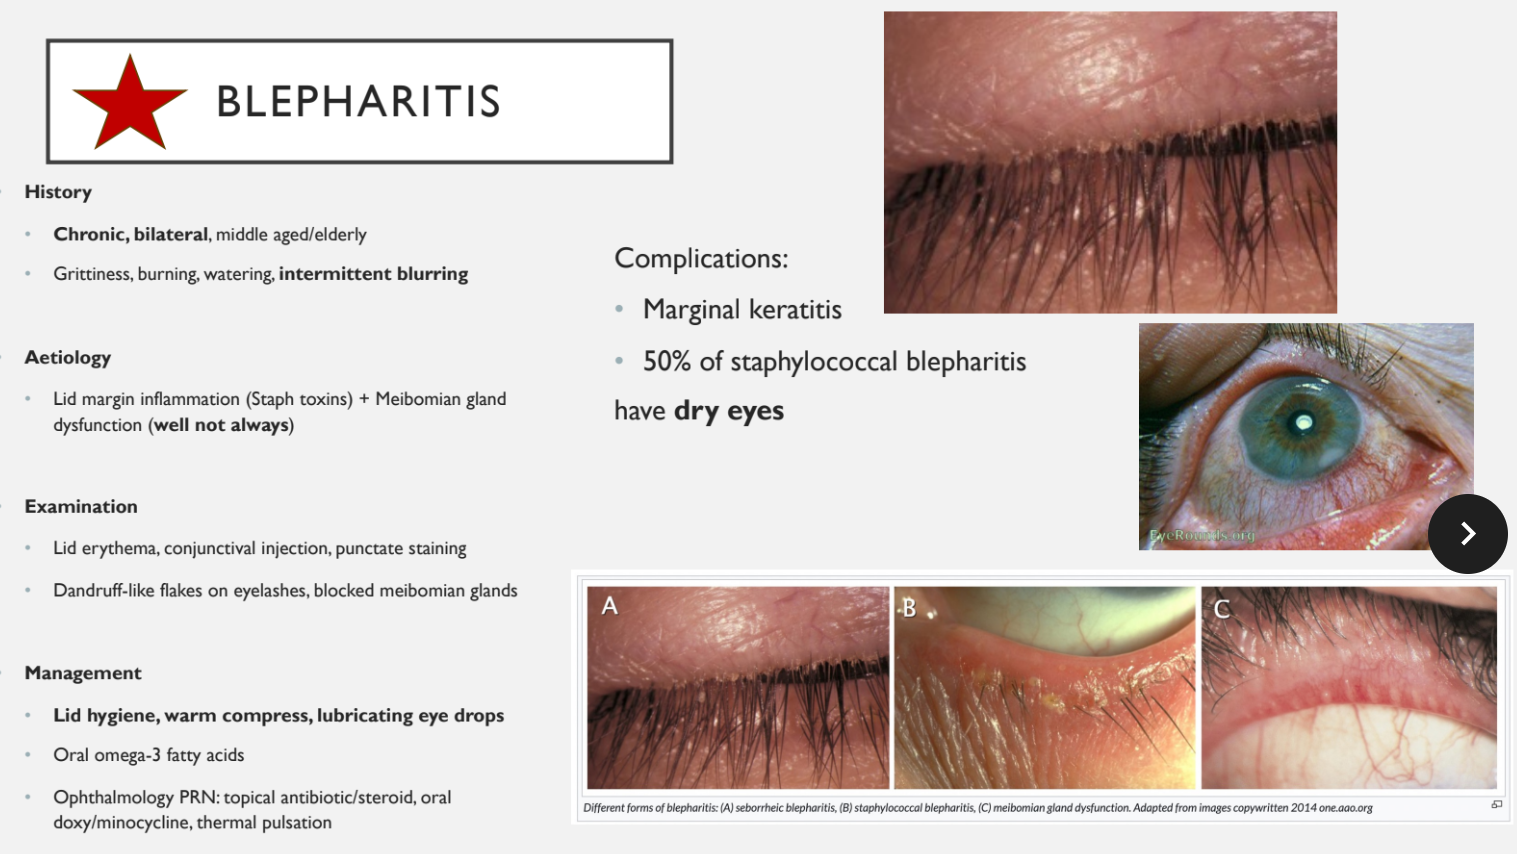 BLEPHARITIS
History
Chronic, bilateral, middle aged/elderly
Grittiness, burning, watering, intermittent blurring
Aetiology
Lid margin inflammation (Staph toxins) + Meibomian gland
dysfunction (well not always)
Examination
Lid erythema, conjunctival injection, punctate staining
Dandruff-like flakes on eyelashes, blocked meibomian glands
Management
Lid hygiene, warm compress, lubricating eye drops
Oral omega-3 fatty acids
Ophthalmology PRN: topical antibiotic/steroid, oral
doxy/minocycline, thermal pulsation
Complications:
Marginal keratitis
50% of staphylococcal blepharitis
have dry eyes
EyeRounds.org
A
B
C
Different forms of blepharitis: (A) seborrheic blepharitis, (B) staphylococcal blepharitis, (C) meibomian gland dysfunction. Adapted from images copywritten 2014 one.aao.org